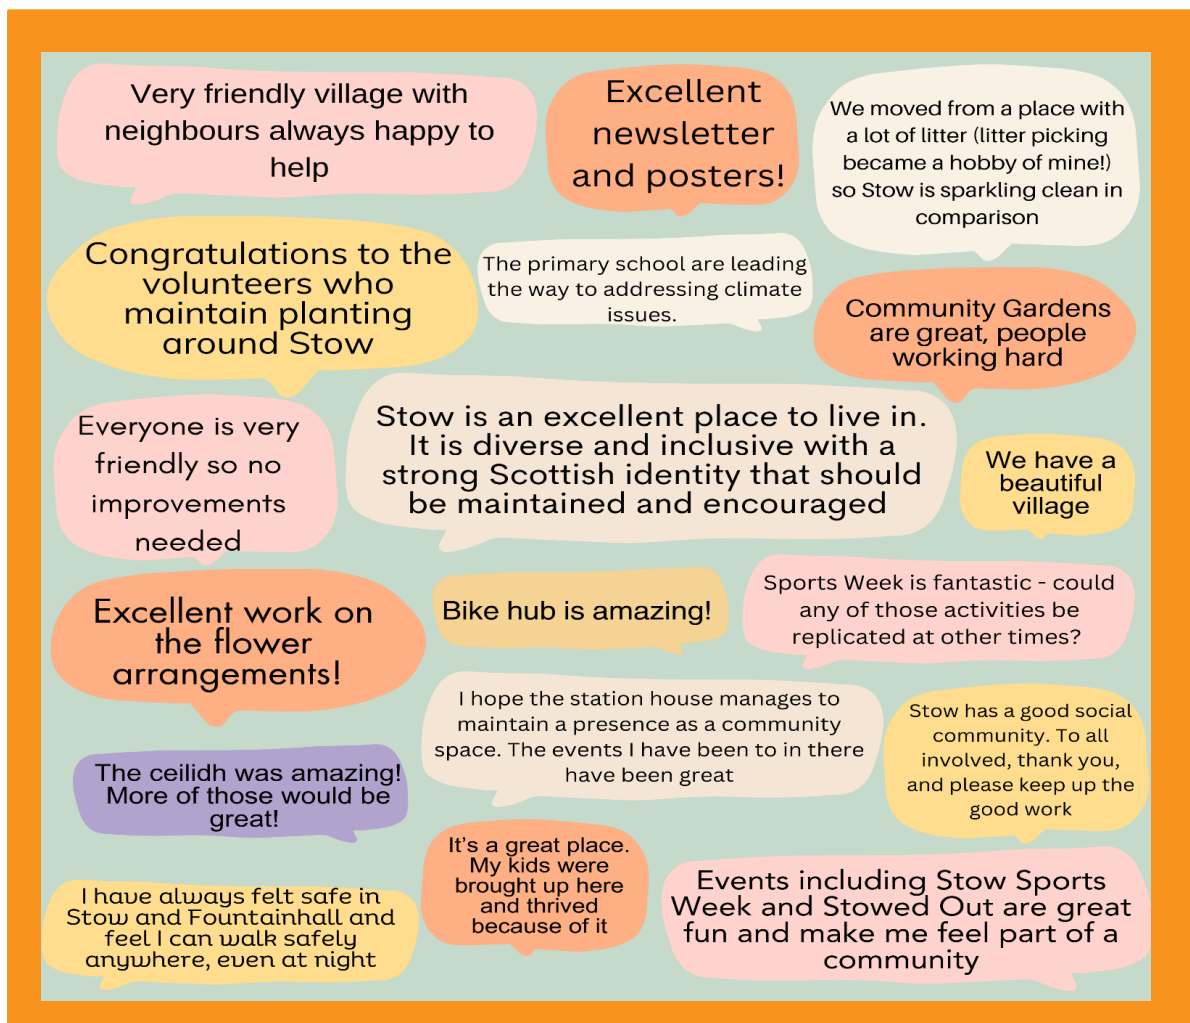 Very friendly village with
neighbours always happy to
help
Excellent
newsletter
and posters!
We moved from a place with
a lot of litter (litter picking
became a hobby of mine!)
so Stow is sparkling clean in
comparison
Congratulations to the
volunteers who
maintain planting
around Stow
The primary school are leading
the way to addressing climate
issues.
Community Gardens
are great, people
working hard
Everyone is very
friendly so no
improvements
needed
Stow is an excellent place to live in.
It is diverse and inclusive with a
strong Scottish identity that should
be maintained and encouraged
We have a
beautiful
village
Excellent work on
the flower
arrangements!
Bike hub is amazing!
Sports Week is fantastic - could
any of those activities be
replicated at other times?
I hope the station house manages to
maintain a presence as a community
space. The events I have been to in there
have been great
Stow has a good social
community. To all
involved, thank you,
and please keep up the
good work
The ceilidh was amazing!
More of those would be
great!
It's a great place.
My kids were
brought up here
and thrived
because of it
I have always felt safe in
Stow and Fountainhall and
feel I can walk safely
anywhere, even at night
Events including Stow Sports
Week and Stowed Out are great
fun and make me feel part of a
community